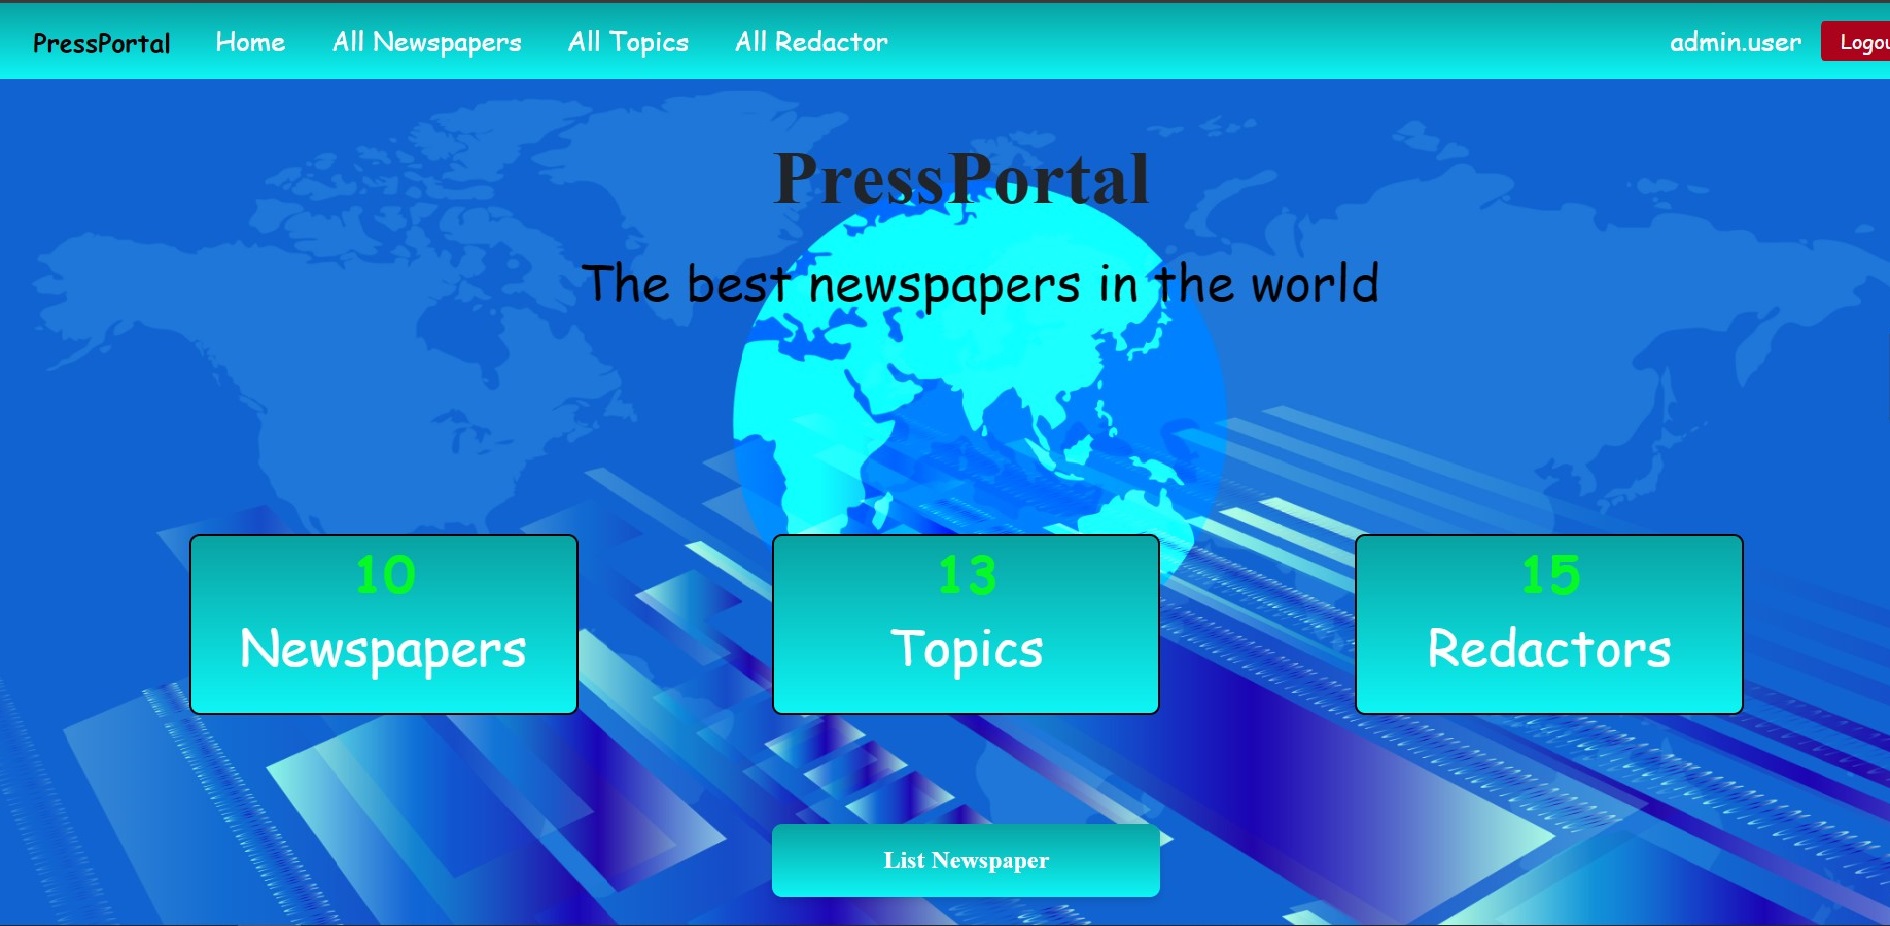 PressPortal Home All Newspapers All Topics All Redactor admin.user Logou
PressPortal
The best newspapers in the world
10
Newspapers
13
Topics
15
Redactors
List Newspaper